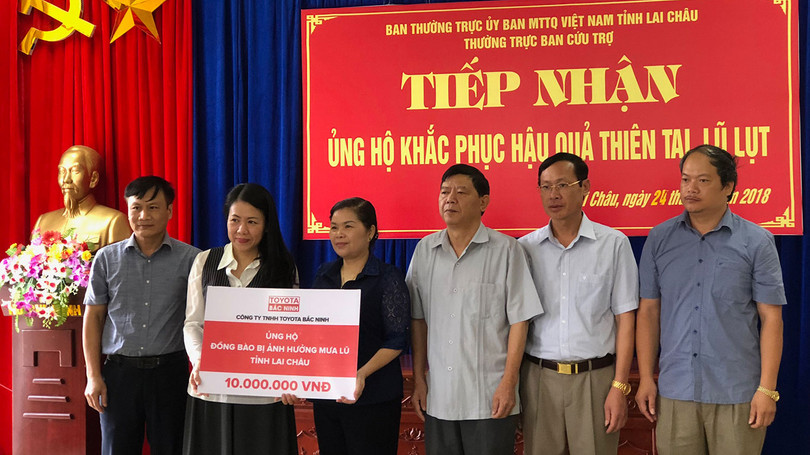 BAN THƯỜNG TRỰC ỦY BAN MTTQ VIỆT NAM TỈNH LAI CHÂU
THƯỜNG TRỰC BAN CỨU TRỢ
TIẾP NHẬN
ỦNG HỘ KHẮC PHỤC HẬU QUẢ THIÊN TAI, LŨ LỤT
Châu, ngày 24 2018
TOYOTA
BẮC NINH
CÔNG TY TNHH TOYOTA BẮC NINH
ỦNG HỘ
ĐỒNG BÀO BỊ ẢNH HƯỞNG MƯA LŨ
TỈNH LAI CHÂU
10.000.000 VNĐ